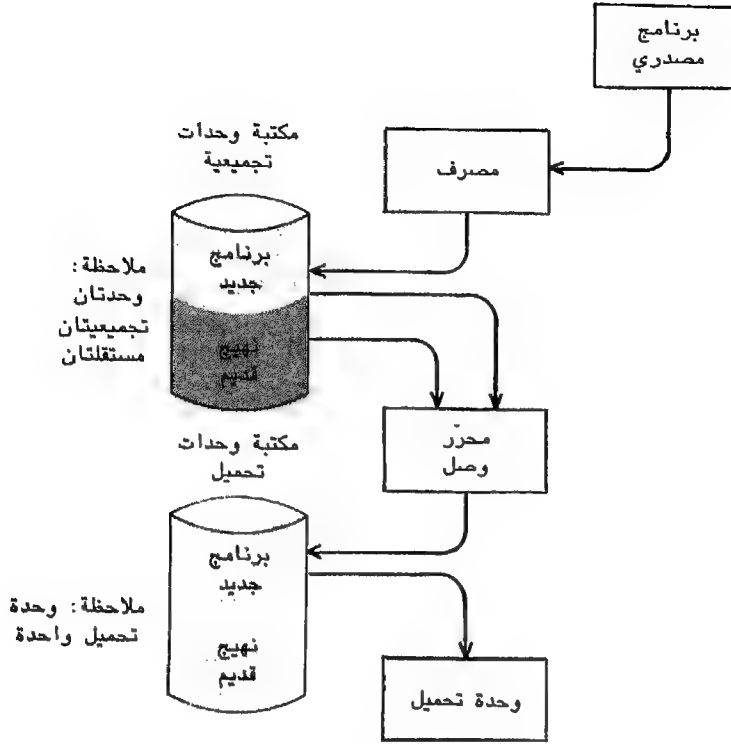 برنامج
مصدري
مصرف
مكتبة وحدات
تجميعية
برنامج
جديد
نهيج
قديم
ملاحظة:
وحدتان
تجميعيتان
مستقلتان
محرّر
وصل
مكتبة وحدات
تحميل
برنامج
جديد
نهيج
قديم
ملاحظة: وحدة
تحميل واحدة
وحدة تحميل